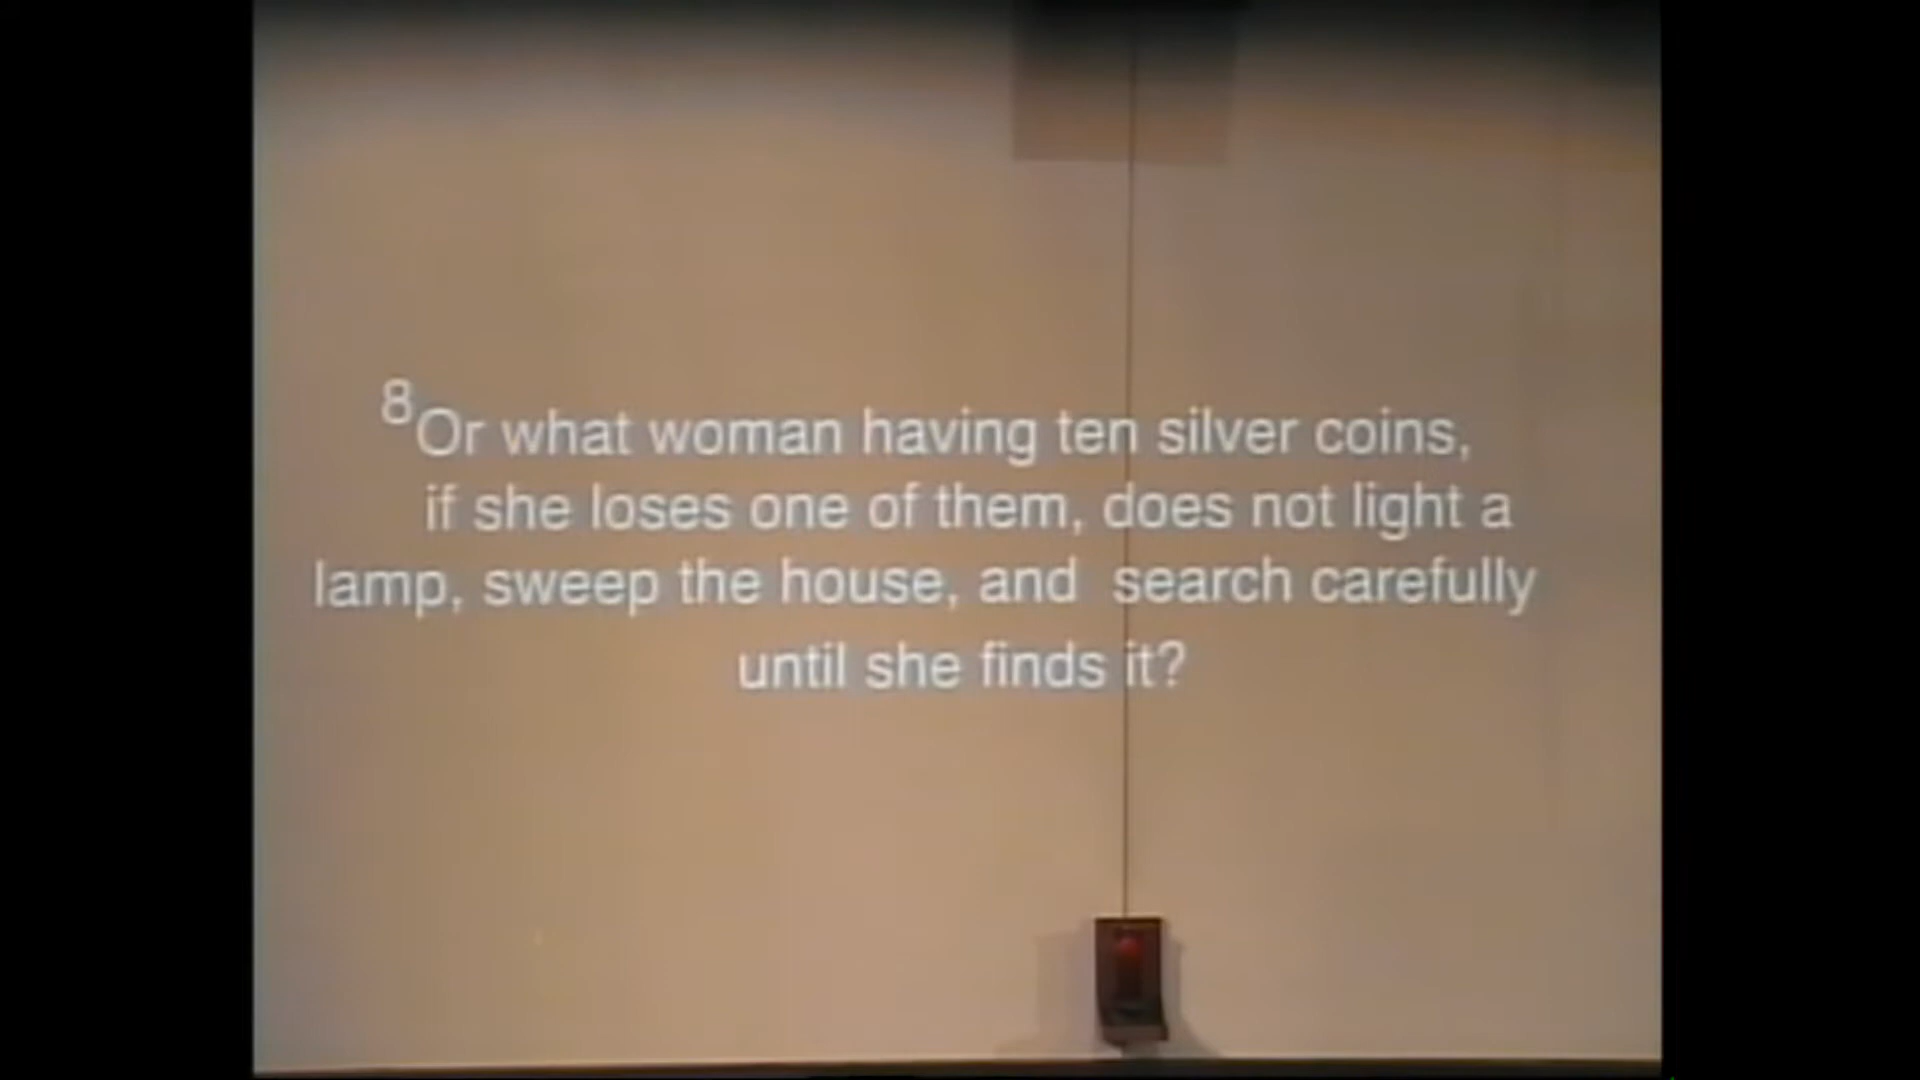 8Or what woman having ten silver coins,
if she loses one of them, does not light a
lamp, sweep the house, and search carefully
until she finds it?